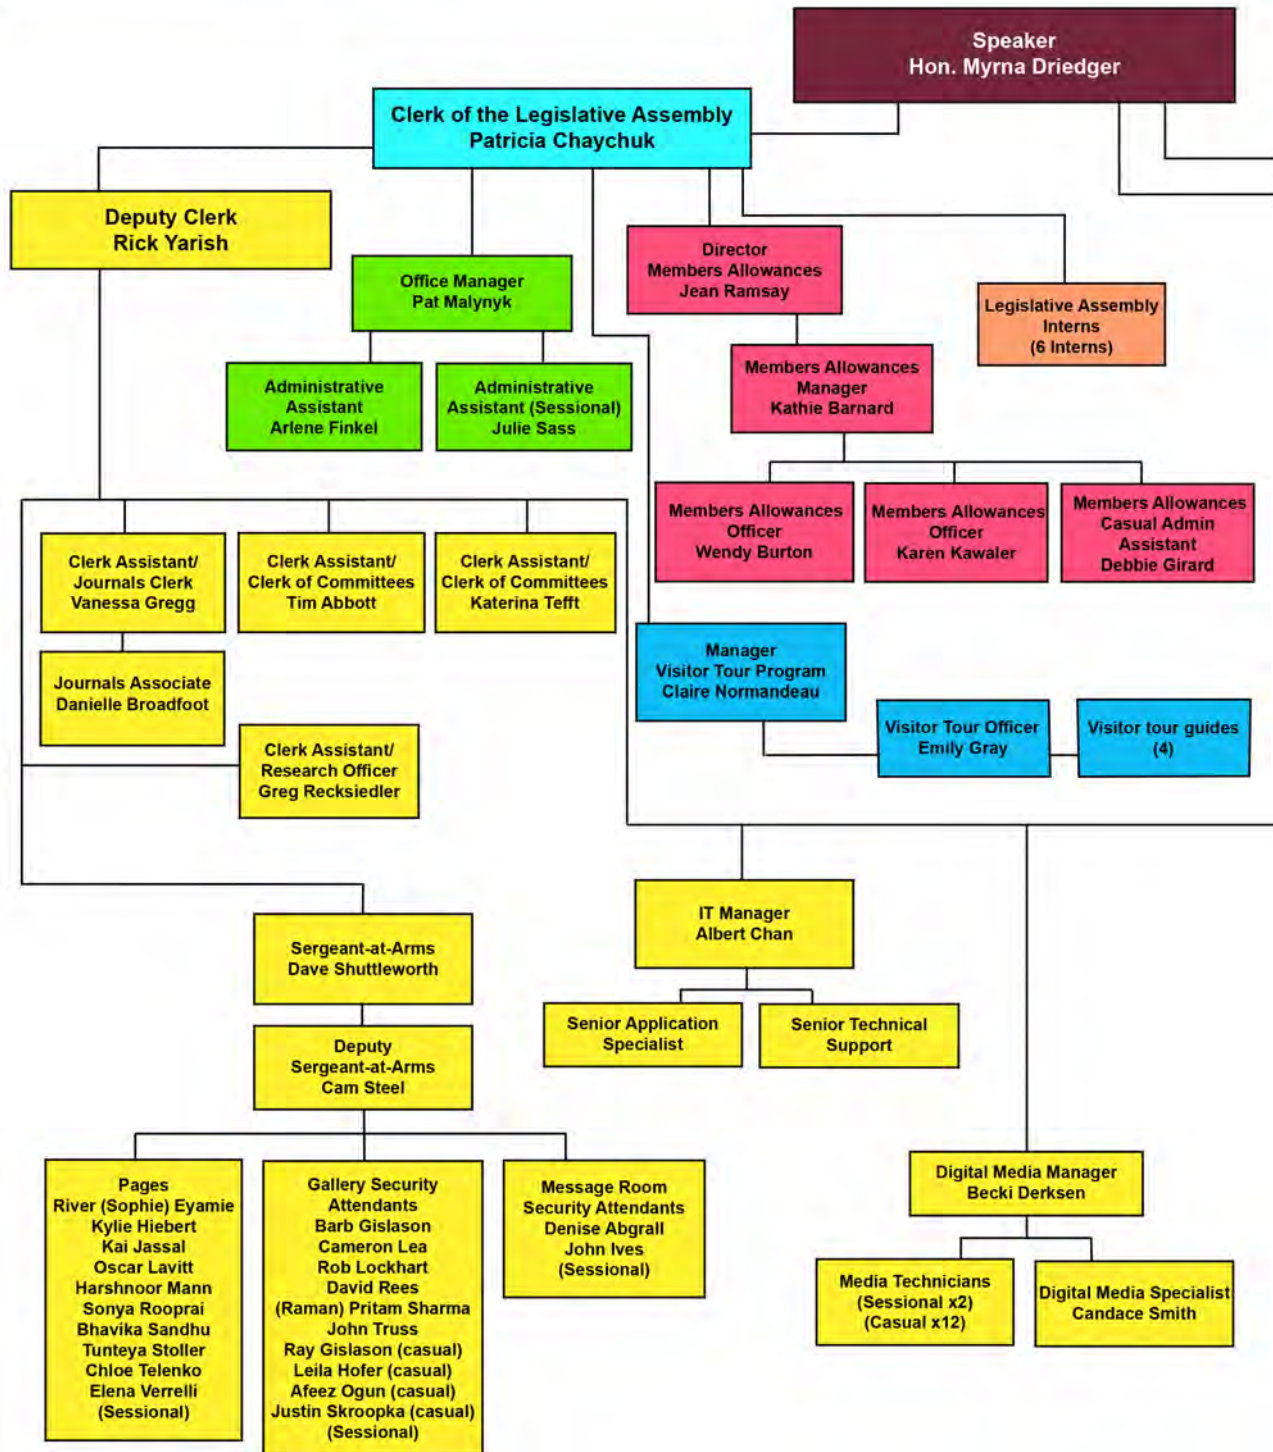 Speaker
Hon. Myrna Driedger
Clerk of the Legislative Assembly
Patricia Chaychuk
Deputy Clerk
Rick Yarish
Office Manager
Pat Malynyk
Director
Members Allowances
Jean Ramsay
Legislative Assembly
Interns
(6 Interns)
Administrative
Assistant
Arlene Finkel
Administrative
Assistant (Sessional)
Julie Sass
Members Allowances
Manager
Kathie Barnard
Members Allowances
Officer
Wendy Burton
Members Allowances
Officer
Karen Kawaler
Members Allowances
Casual Admin
Assistant
Debbie Girard
Clerk Assistant/
Journals Clerk
Vanessa Gregg
Clerk Assistant/
Clerk of Committees
Tim Abbott
Clerk Assistant/
Clerk of Committees
Katerina Tefft
Journals Associate
Danielle Broadfoot
Manager
Visitor Tour Program
Claire Normandeau
Visitor Tour Officer
Emily Gray
Visitor tour guides
(4)
Clerk Assistant/
Research Officer
Greg Recksiedler
Sergeant-at-Arms
Dave Shuttleworth
IT Manager
Albert Chan
Senior Application
Specialist
Senior Technical
Support
Deputy
Sergeant-at-Arms
Cam Steel
Pages
River (Sophie) Eyamie
Kylie Hiebert
Kai Jassal
Oscar Lavitt
Harshnoor Mann
Sonya Rooprai
Bhavika Sandhu
Tunteya Stoller
Chloe Telenko
Elena Verrelli
(Sessional)
Gallery Security
Attendants
Barb Gislason
Cameron Lea
Rob Lockhart
David Rees
(Raman) Pritam Sharma
John Truss
Ray Gislason (casual)
Leila Hofer (casual)
Afeez Ogun (casual)
Justin Skroopka (casual)
(Sessional)
Message Room
Security Attendants
Denise Abgrall
John Ives
(Sessional)
Digital Media Manager
Becki Derksen
Media Technicians
(Sessional x2)
(Casual x12)
Digital Media Specialist
Candace Smith